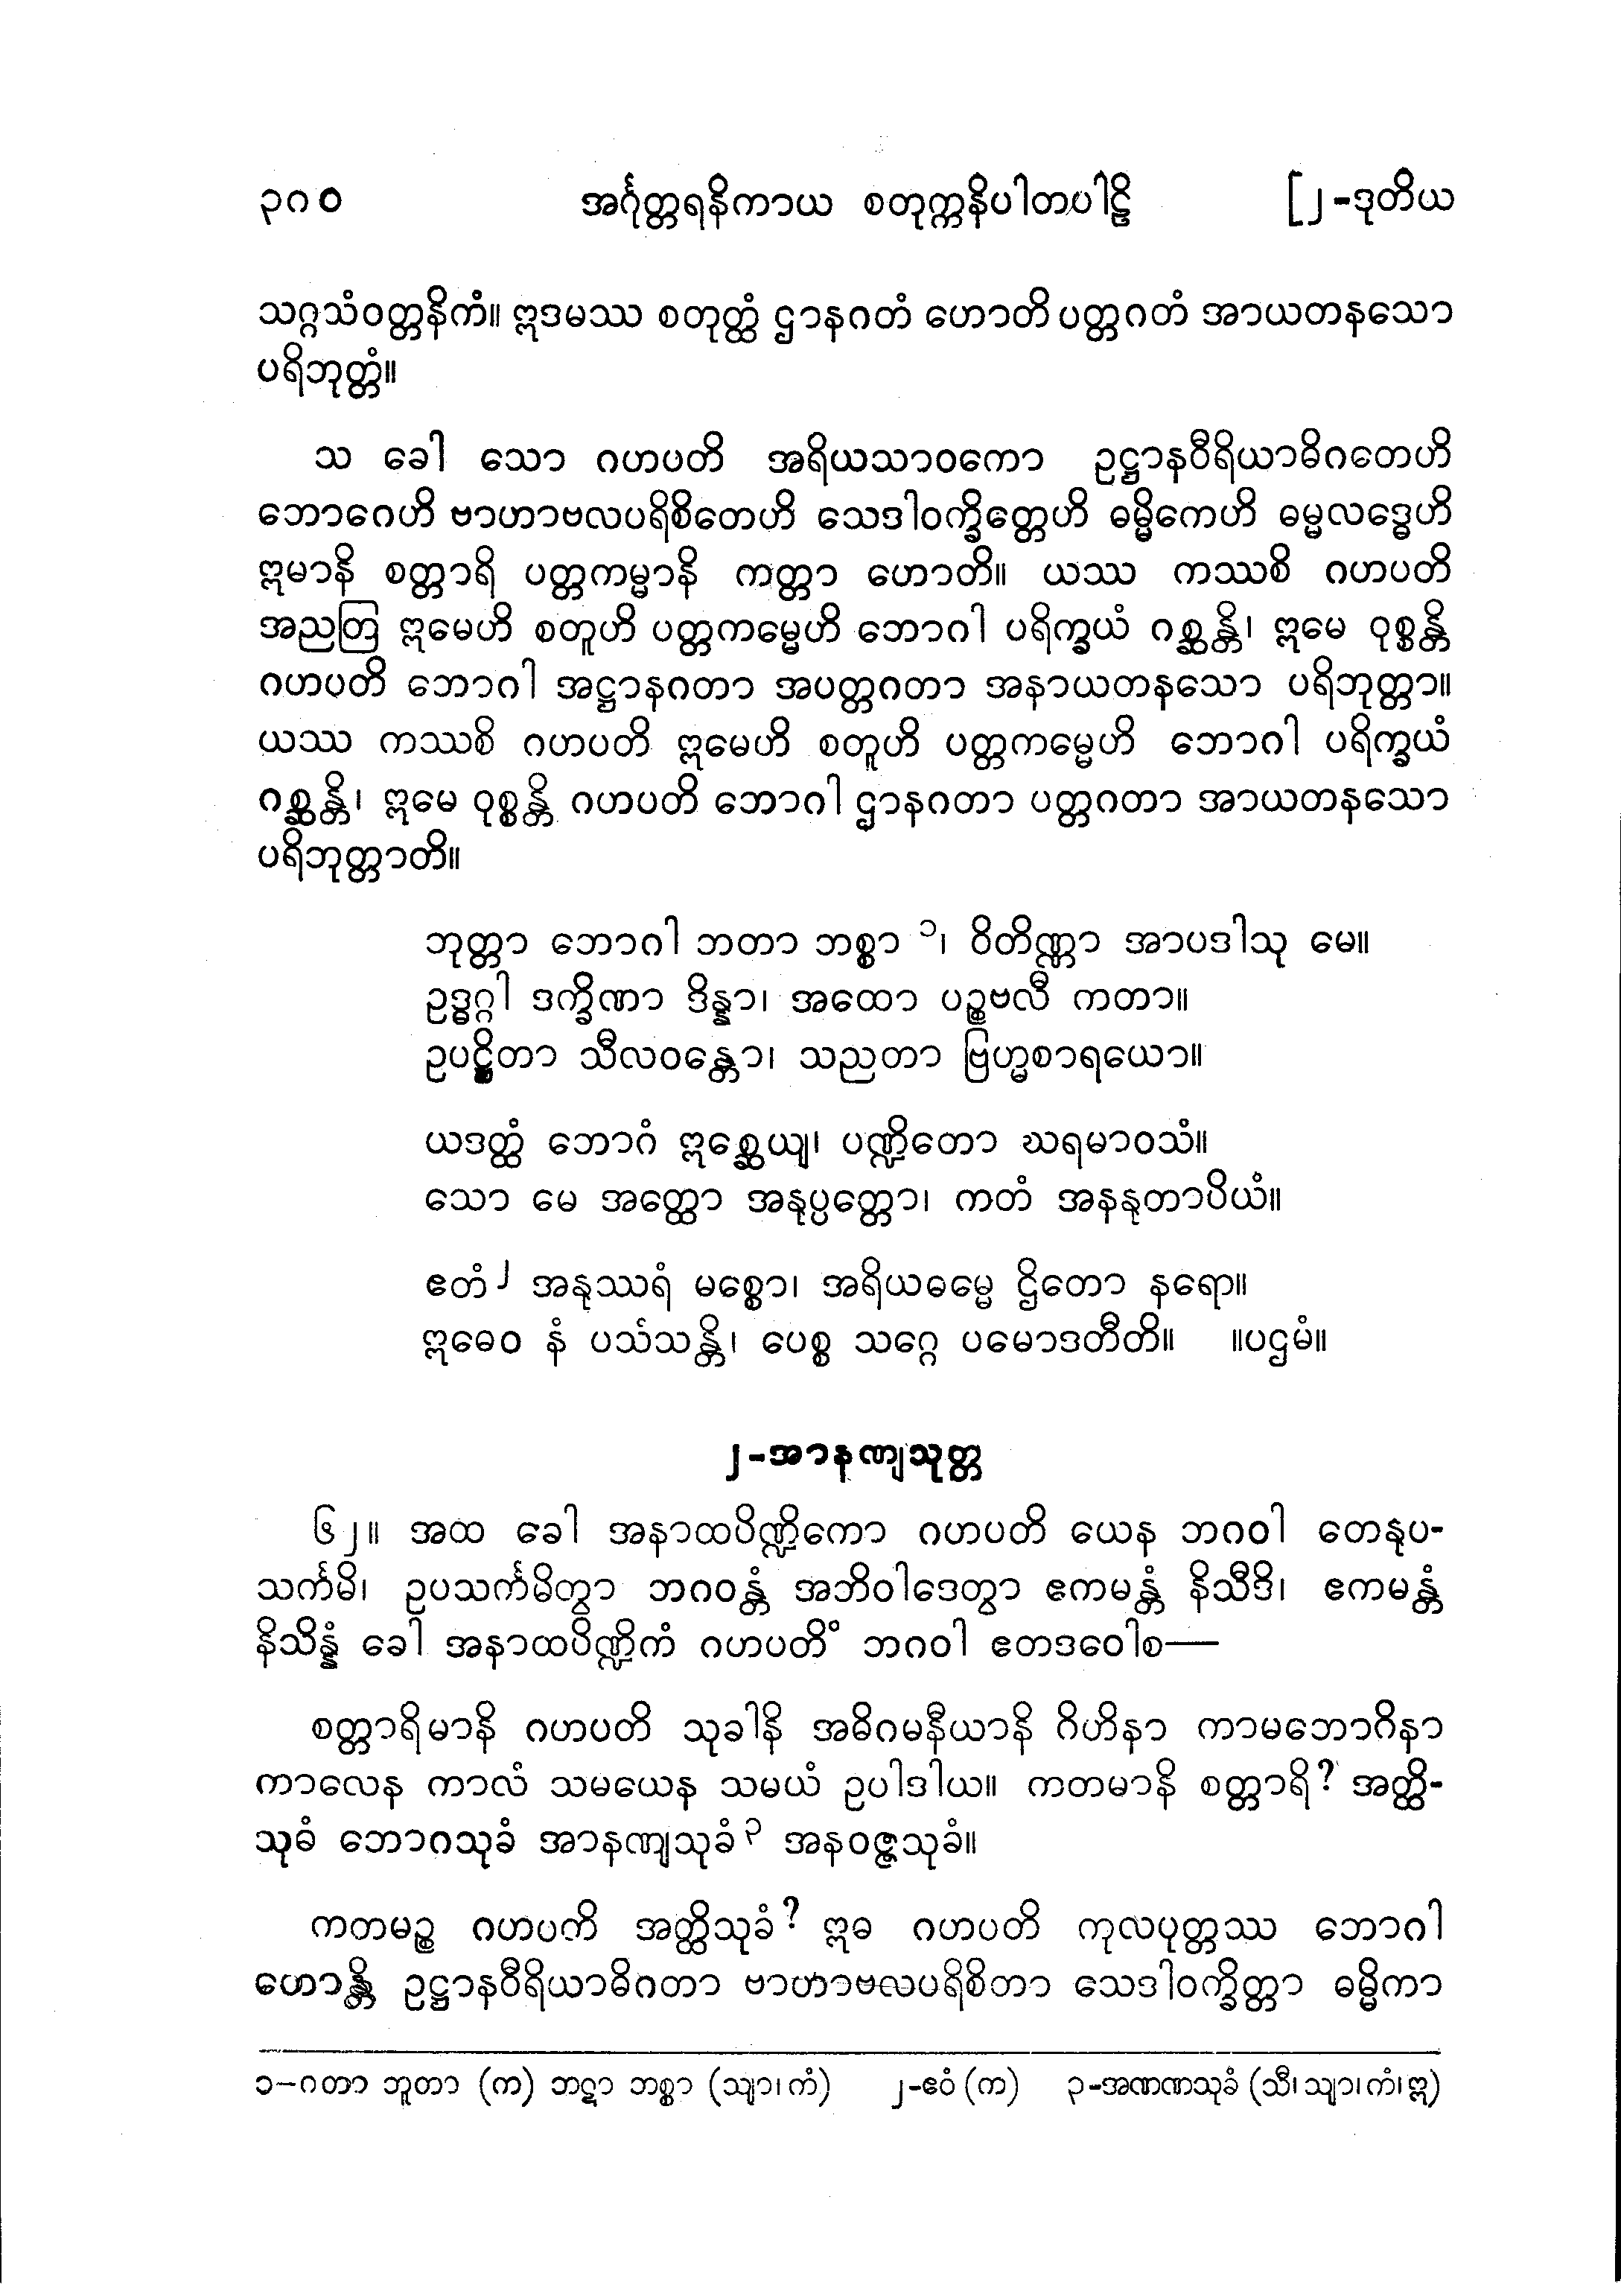 ၃ဂ၀ အင်္ဂုတ္တရနိကာယ စတုက္ကနိပါတပါဠိ [၂-ဒုတိယ
သဂ္ဂသံဝတ္တနိကံ။ ဣဒမဿ စတုတ္ထံ ဌာနဂတံ ဟောတိ ပတ္တဂတံ အာယတနသော
ပရိဘုတ္တံ။
သ ခေါ သော ဂဟပတိ အရိယသာဝကော ဥဋ္ဌာနဝီရိယာဓိဂတေဟိ
ဘောဂေဟိ ဗာဟာဗလပရိစိတေဟိ သေဒါဝက္ခိတ္တေဟိ ဓမ္မိကေဟိ ဓမ္မလဒ္ဓေဟိ
ဣမာနိ စတ္တာရိ ပတ္တကမ္မာနိ ကတ္တာ ဟောတိ။ ယဿ ကဿစိ ဂဟပတိ
အညတြ ဣမေဟိ စတူဟိ ပတ္တကမ္မေဟိ ဘောဂါ ပရိက္ခယံ ဂစ္ဆန္တိ၊ ဣမေ ဝုစ္စန္တိ
ဂဟပတိ ဘောဂါ အဋ္ဌာနဂတာ အပတ္တဂတာ အနာယတနသော ပရိဘုတ္တာ။
ယဿ ကဿစိ ဂဟပတိ ဣမေဟိ စတူဟိ ပတ္တကမ္မေဟိ ဘောဂါ ပရိက္ခယံ
ဂစ္ဆန္တိ၊ ဣမေ ဝုစ္စန္တိ ဂဟပတိ ဘောဂါ ဌာနဂတာ ပတ္တဂတာ အာယတနသော
ပရိဘုတ္တာတိ။
ဘုတ္တာ ဘောဂါ ဘတာ ဘစ္စာ ၁၊ ဝိတိဏ္ဏာ အာပဒါသု မေ။
ဥဒ္ဓဂ္ဂါ ဒက္ခိဏာ ဒိန္နာ၊ အထော ပဉ္စဗလီ ကတာ။
ဥပဋ္ဌိတာ သီလဝန္တော၊ သညတာ ဗြဟ္မစာရယော။
ယဒတ္ထံ ဘောဂံ ဣစ္ဆေယျ၊ ပဏ္ဍိတော ဃရမာဝသံ။
သော မေ အတ္ထော အနုပ္ပတ္တော၊ ကတံ အနနုတာပိယံ။
ဧတံ၂ အနုဿရံ မစ္စော၊ အရိယဓမ္မေ ဌိတော နရော။
ဣဓေဝ နံ ပသံသန္တိ၊ ပေစ္စ သဂ္ဂေ ပမောဒတီတိ။ ။ပဌမံ။
၂-အာနဏျသုတ္တ
၆၂။ အထ ခေါ အနာထပိဏ္ဍိကော ဂဟပတိ ယေန ဘဂဝါ တေနုပ-
သင်္ကမိ၊ ဥပသင်္ကမိတွာ ဘဂဝန္တံ အဘိဝါဒေတွာ ဧကမန္တံ နိသီဒိ၊ ဧကမန္တံ
နိသိန္နံ ခေါ အနာထပိဏ္ဍိကံ ဂဟပတိံ ဘဂဝါ ဧတဒဝေါစ—
စတ္တာရိမာနိ ဂဟပတိ သုခါနိ အဓိဂမနီယာနိ ဂိဟိနာ ကာမဘောဂိနာ
ကာလေန ကာလံ သမယေန သမယံ ဥပါဒါယ။ ကတမာနိ စတ္တာရိ? အတ္ထိ-
သုခံ ဘောဂသုခံ အာနဏျသုခံ၃ အနဝဇ္ဇသုခံ။
ကတမဉ္စ ဂဟပတိ အတ္ထိသုခံ? ဣဓ ဂဟပတိ ကုလပုတ္တဿ ဘောဂါ
ဟောန္တိ ဥဋ္ဌာနဝီရိယာဓိဂတာ ဗာဟာဗလပရိစိတာ သေဒါဝက္ခိတ္တာ ဓမ္မိကာ
၁-ဂတာ ဘူတာ (က) ဘဋာ ဘစ္စာ (သျာ၊ကံ) ၂-ဧဝံ (က) ၃-အဏဏသုခံ (သီ၊သျာ၊ကံ၊ဣ)